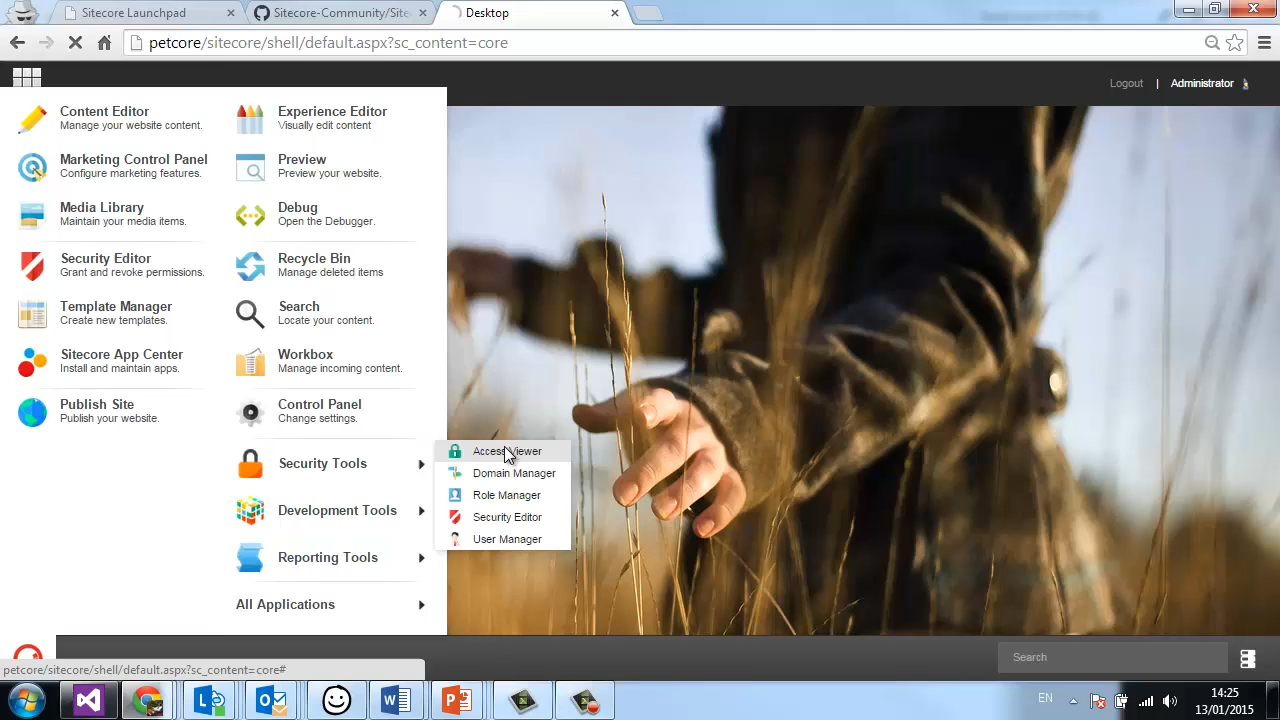 Sitecore Launchpad
Sitecore-Community/Site
Desktop
petcore/sitecore/shell/default.aspx?sc_content=core
Logout | Administrator
Content Editor
Manage your website content.
Experience Editor
Visually edit content
Marketing Control Panel
Configure marketing features.
Preview
Preview your website.
Media Library
Maintain your media items.
Debug
Open the Debugger.
Security Editor
Grant and revoke permissions.
Recycle Bin
Manage deleted items
Template Manager
Create new templates.
Search
Locate your content.
Sitecore App Center
Install and maintain apps.
Workbox
Manage incoming content.
Publish Site
Publish your website.
Control Panel
Change settings.
Security Tools
Access Viewer
Domain Manager
Role Manager
Security Editor
User Manager
Development Tools
Reporting Tools
All Applications
Search
petcore/sitecore/shell/default.aspx?sc_content=core#
EN
14:25
13/01/2015